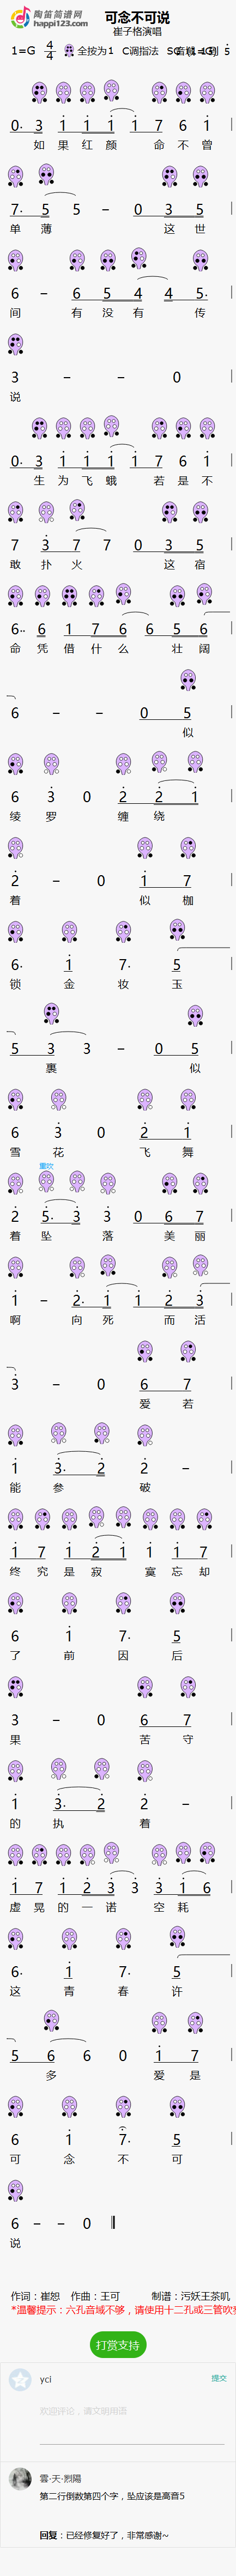 陶笛简谱网
happi123.com
可念不可说
崔子格演唱
1=G 4/4 全按为1 C调指法
0. 3 1 1 1 1 7 6 1
如 果 红 颜 命 不 曾
7. 5 5 - 0 3 5
单 薄 这 世
6 - 6 5 4 4 5.
间 有 没 有 传
3 - - 0
说
0. 3 1 1 1 1 7 6 1
生 为 飞 蛾 若 是 不
7 3 7 7 0 3 5
敢 扑 火 这 宿
6.. 6 1 7 6 6 5 6
命 凭 借 什 么 壮 阔
6 - - 0 5
似
6 3 0 2 2 1
绫 罗 缠 绕
2 - 0 1 7
着 似 枷
6. 1 7. 5
锁 金 妆 玉
5 3 3 - 0 5
裹 似
6 3 0 2 1
雪 花 飞 舞
重吹
2 5. 3 3 0 6 7
着 坠 落 美 丽
1 - 2. 1 1 2 3
啊 向 死 而 活
3 - 0 6 7
爱 若
1 3. 2 2 -
能 参 破
1 7 1 2 1 1 1 7
终 究 是 寂 寞 忘 却
6 1 7. 5
了 前 因 后
3 - 0 6 7
果 苦 守
1 3. 2 2 -
的 执 着
1 7 1 2 3 3 3 1 6
虚 晃 的 一 诺 空 耗
6. 1 7. 5
这 青 春 许
5 6 6 0 1 7
多 爱 是
6 1 7. 5
可 念 不 可
6 - - 0
说
作词：崔恕 作曲：王可 制谱：污妖王茶叽
*温馨提示：六孔音域不够，请使用十二孔或三管吹
打赏支持
yci 提交
欢迎评论，请文明用语
雲·天·烈陽
第二行倒数第四个字，坠应该是高音5
回复：已经修复好了，非常感谢~